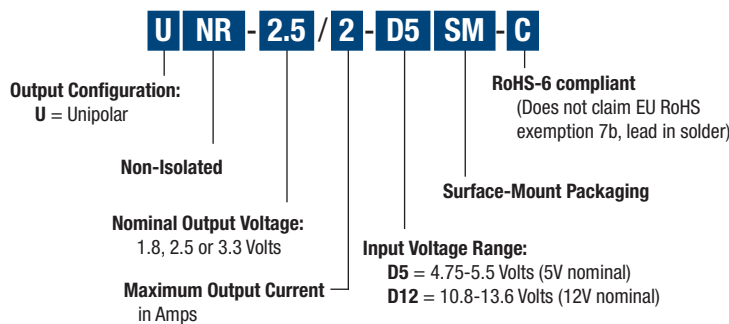 U NR - 2.5 / 2 - D5 SM - C
Output Configuration:
U = Unipolar
Non-Isolated
Nominal Output Voltage:
1.8, 2.5 or 3.3 Volts
Maximum Output Current
in Amps
Input Voltage Range:
D5 = 4.75-5.5 Volts (5V nominal)
D12 = 10.8-13.6 Volts (12V nominal)
Surface-Mount Packaging
RoHS-6 compliant
(Does not claim EU RoHS
exemption 7b, lead in solder)